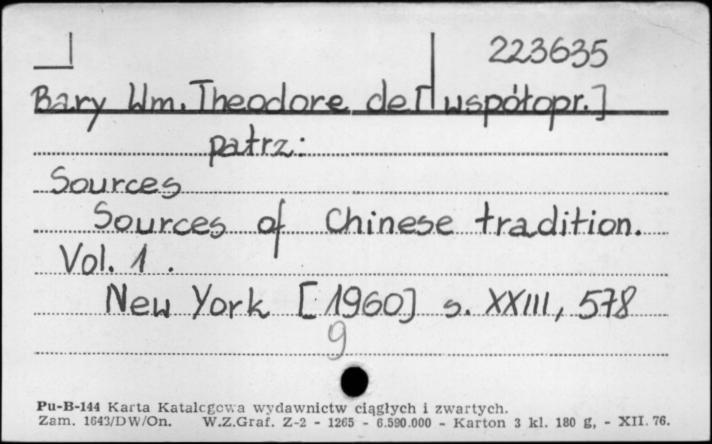 223635
Bary Wm. Theodore de [współopr.]
patrz:
Sources
Sources of Chinese tradition.
Vol. 1.
New York [1960] s. XXIII, 578
9
Pu-B-144 Karta Katalogowa wydawnictw ciągłych i zwartych.
Zam. 1643/DW/On. W.Z.Graf. Z-2 - 1265 - 6.590.000 - Karton 3 kl. 180 g, - XII. 76.